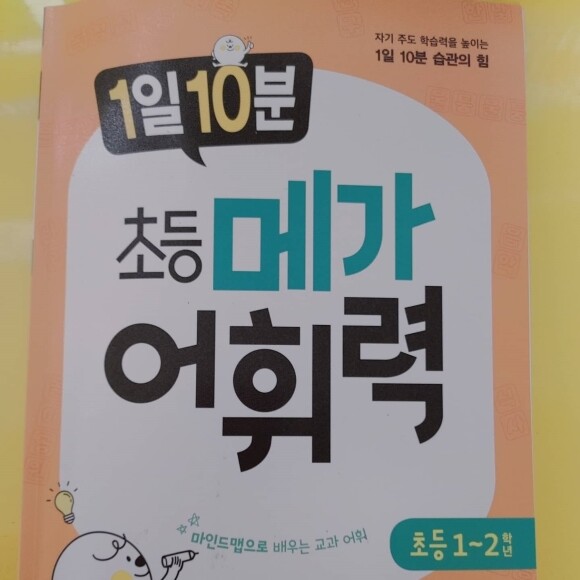 자기 주도 학습력을 높이는
1일 10분 습관의 힘
1일 10분
초등 메가
어휘력
마인드맵으로 배우는 교과 어휘
초등 1~2학년